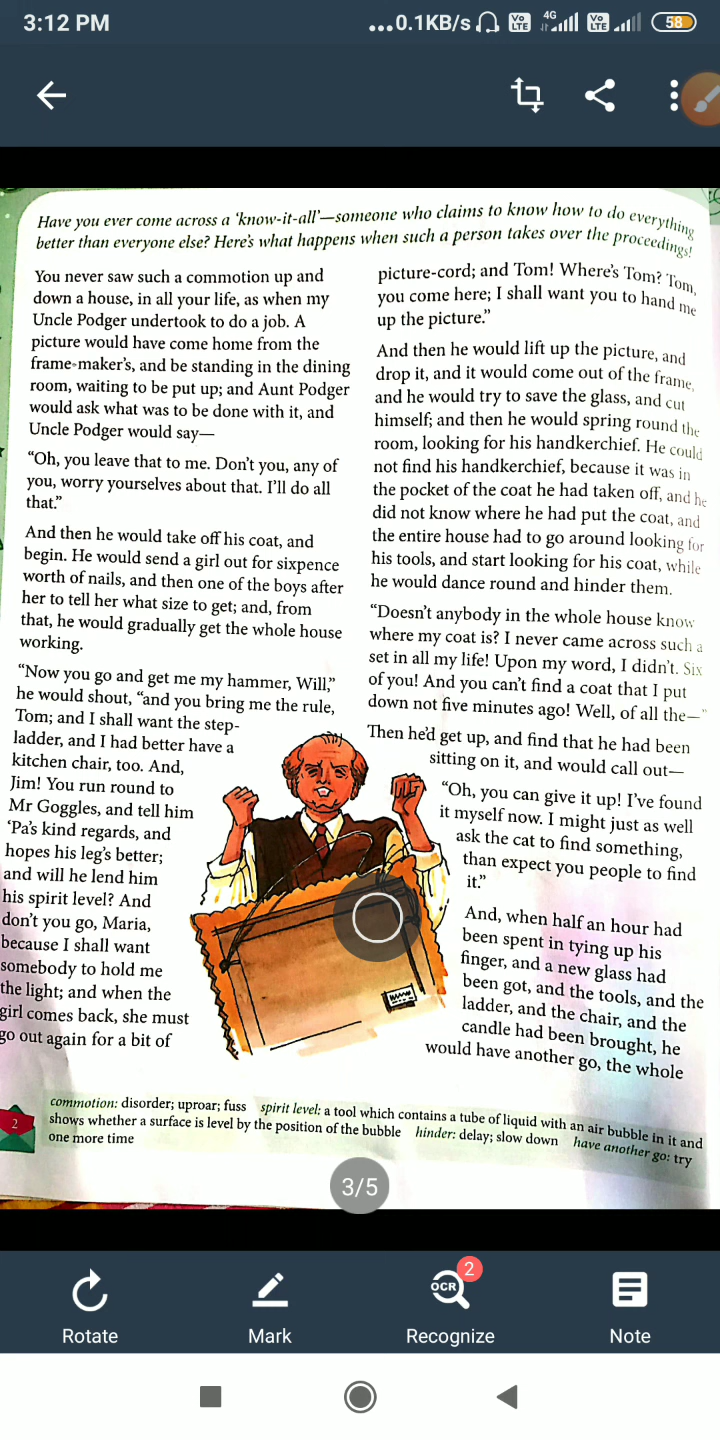 3:12 PM
...0.1KB/s
Vo
LTE
4G
Vo
LTE
58
Have you ever come across a ‘know-it-all’—someone who claims to know how to do everything
better than everyone else? Here's what happens when such a person takes over the proceedings!
You never saw such a commotion up and
down a house, in all your life, as when my
Uncle Podger undertook to do a job. A
picture would have come home from the
frame-maker's, and be standing in the dining
room, waiting to be put up; and Aunt Podger
would ask what was to be done with it, and
Uncle Podger would say—
“Oh, you leave that to me. Don't you, any of
you, worry yourselves about that. I'll do all
that.”
And then he would take off his coat, and
begin. He would send a girl out for sixpence
worth of nails, and then one of the boys after
her to tell her what size to get; and, from
that, he would gradually get the whole house
working.
“Now you go and get me my hammer, Will,”
he would shout, “and you bring me the rule,
Tom; and I shall want the step-
ladder, and I had better have a
kitchen chair, too. And,
Jim! You run round to
Mr Goggles, and tell him
‘Pa's kind regards, and
hopes his leg's better;
and will he lend him
his spirit level? And
don't you go, Maria,
because I shall want
somebody to hold me
the light; and when the
girl comes back, she must
go out again for a bit of
picture-cord; and Tom! Where's Tom? Tom,
you come here; I shall want you to hand me
up the picture.”
And then he would lift up the picture, and
drop it, and it would come out of the frame,
and he would try to save the glass, and cut
himself; and then he would spring round the
room, looking for his handkerchief. He could
not find his handkerchief, because it was in
the pocket of the coat he had taken off, and he
did not know where he had put the coat, and
the entire house had to go around looking for
his tools, and start looking for his coat, while
he would dance round and hinder them.
“Doesn't anybody in the whole house know
where my coat is? I never came across such a
set in all my life! Upon my word, I didn't. Six
of you! And you can't find a coat that I put
down not five minutes ago! Well, of all the—”
Then he'd get up, and find that he had been
sitting on it, and would call out—
“Oh, you can give it up! I've found
it myself now. I might just as well
ask the cat to find something,
than expect you people to find
it.”
And, when half an hour had
been spent in tying up his
finger, and a new glass had
been got, and the tools, and the
ladder, and the chair, and the
candle had been brought, he
would have another go, the whole
commotion: disorder; uproar; fuss spirit level: a tool which contains a tube of liquid with an air bubble in it and
shows whether a surface is level by the position of the bubble hinder: delay; slow down have another go: try
one more time
2
3/5
OCR
2
Rotate
Mark
Recognize
Note